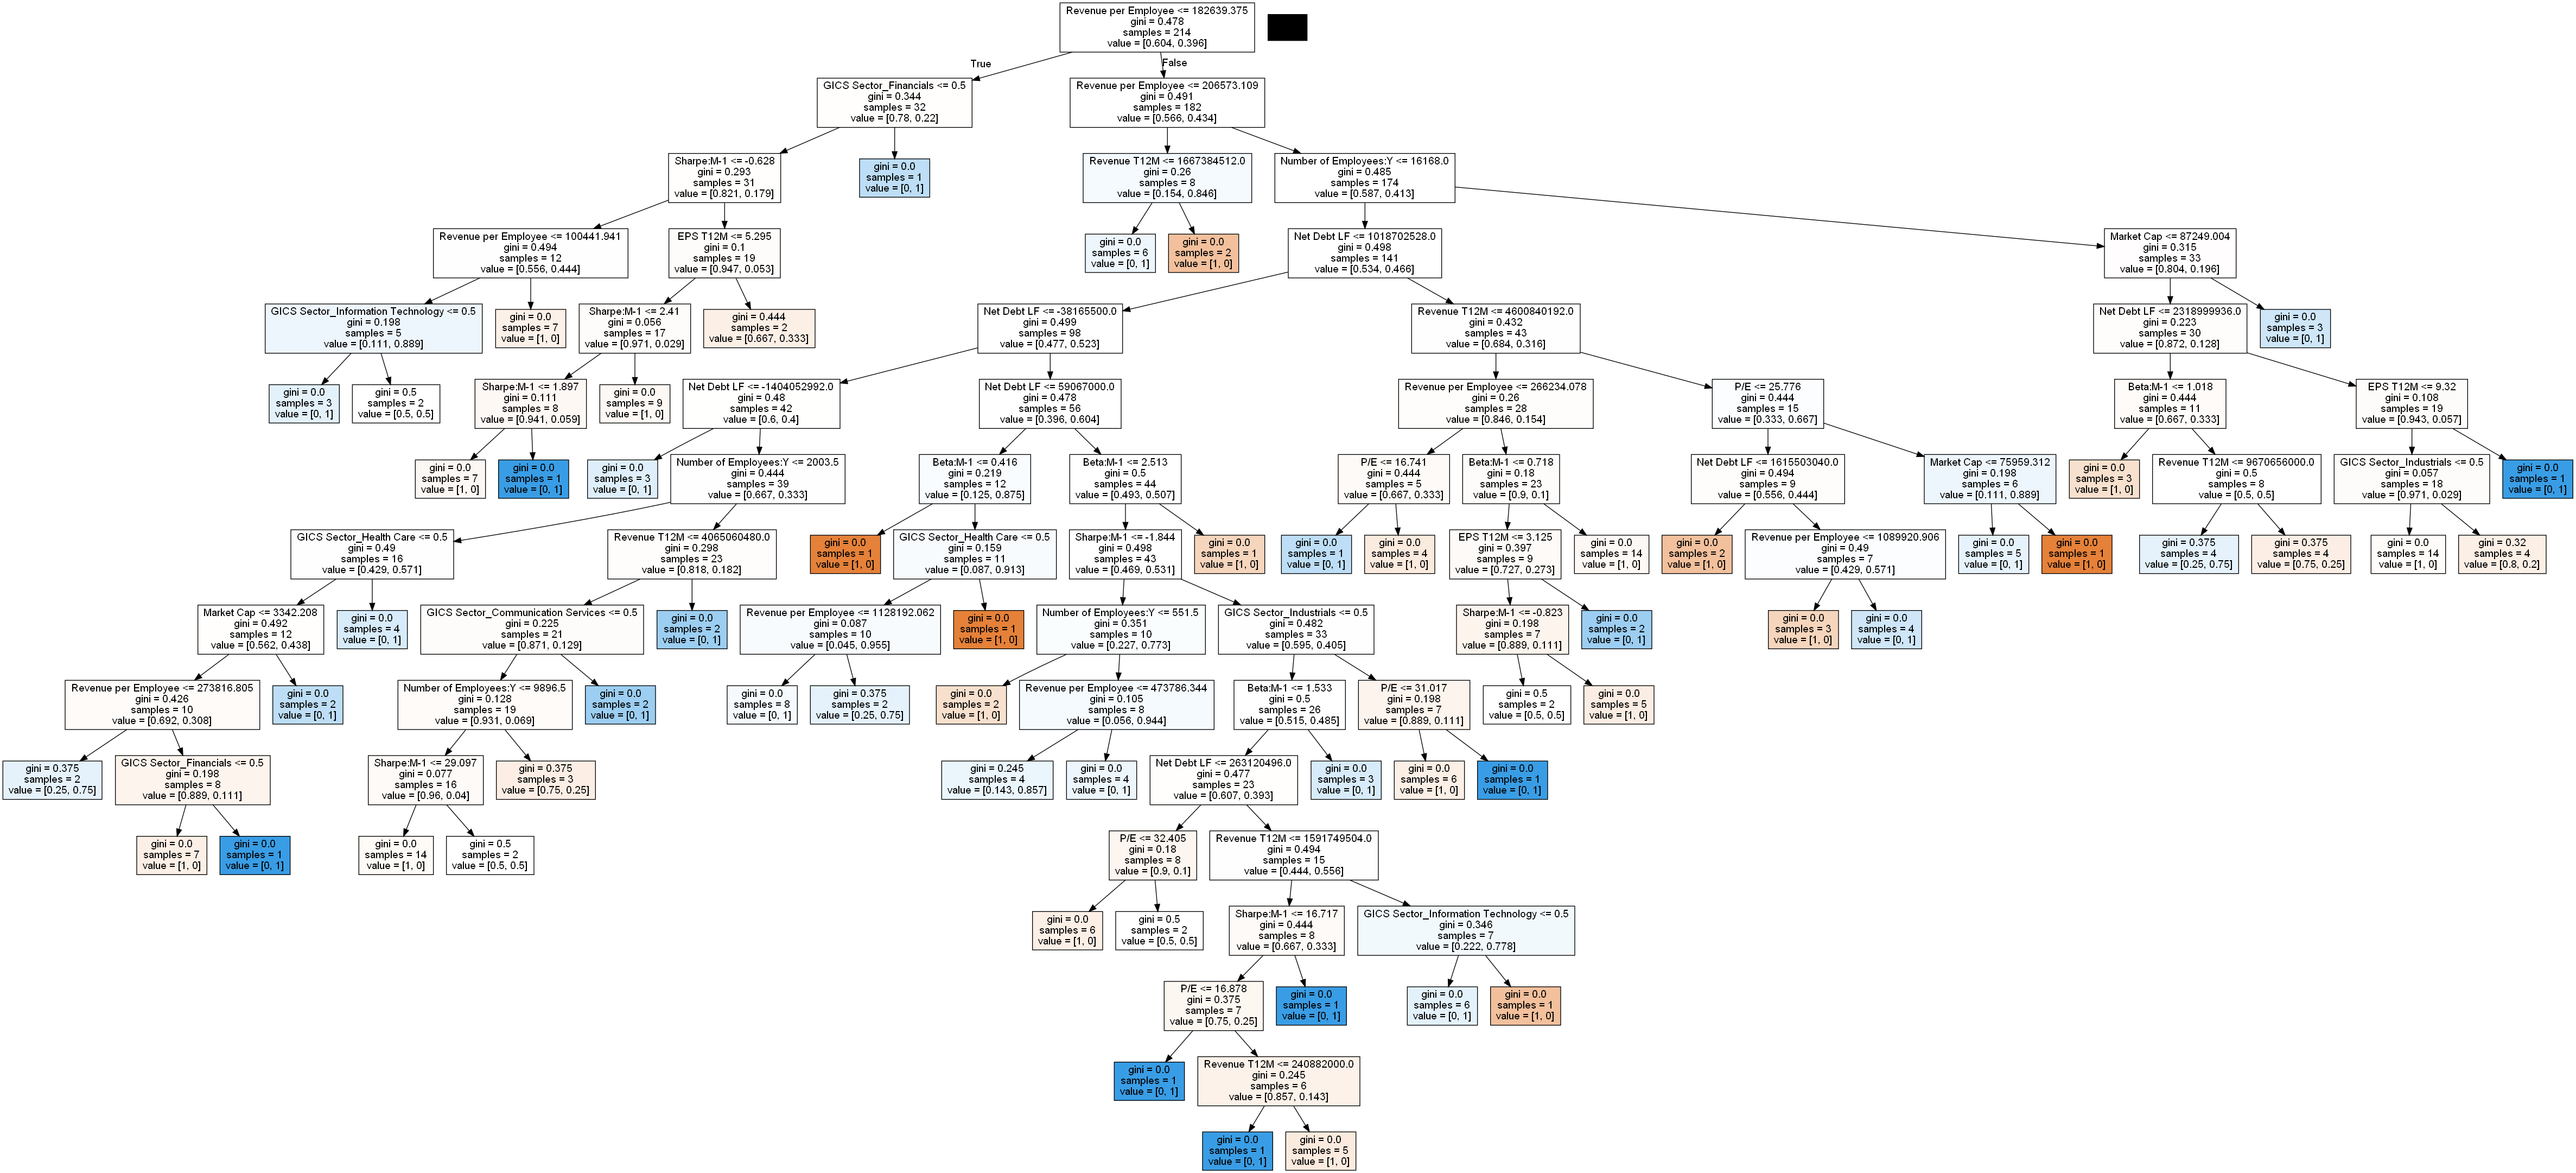 Revenue per Employee <= 182639.375
gini = 0.478
samples = 214
value = [0.604, 0.396]
True
False
GICS Sector_Financials <= 0.5
gini = 0.344
samples = 32
value = [0.78, 0.22]
Revenue per Employee <= 206573.109
gini = 0.491
samples = 182
value = [0.566, 0.434]
Sharpe:M-1 <= -0.628
gini = 0.293
samples = 31
value = [0.821, 0.179]
gini = 0.0
samples = 1
value = [0, 1]
Revenue T12M <= 1667384512.0
gini = 0.26
samples = 8
value = [0.154, 0.846]
Number of Employees:Y <= 16168.0
gini = 0.485
samples = 174
value = [0.587, 0.413]
Revenue per Employee <= 100441.941
gini = 0.494
samples = 12
value = [0.556, 0.444]
EPS T12M <= 5.295
gini = 0.1
samples = 19
value = [0.947, 0.053]
gini = 0.0
samples = 6
value = [0, 1]
gini = 0.0
samples = 2
value = [1, 0]
Net Debt LF <= 1018702528.0
gini = 0.498
samples = 141
value = [0.534, 0.466]
Market Cap <= 87249.004
gini = 0.315
samples = 33
value = [0.804, 0.196]
GICS Sector_Information Technology <= 0.5
gini = 0.198
samples = 5
value = [0.111, 0.889]
gini = 0.0
samples = 7
value = [1, 0]
Sharpe:M-1 <= 2.41
gini = 0.056
samples = 17
value = [0.971, 0.029]
gini = 0.444
samples = 2
value = [0.667, 0.333]
Net Debt LF <= -38165500.0
gini = 0.499
samples = 98
value = [0.477, 0.523]
Revenue T12M <= 4600840192.0
gini = 0.432
samples = 43
value = [0.684, 0.316]
Net Debt LF <= 2318999936.0
gini = 0.223
samples = 30
value = [0.872, 0.128]
gini = 0.0
samples = 3
value = [0, 1]
gini = 0.0
samples = 3
value = [0, 1]
gini = 0.5
samples = 2
value = [0.5, 0.5]
Sharpe:M-1 <= 1.897
gini = 0.111
samples = 8
value = [0.941, 0.059]
gini = 0.0
samples = 9
value = [1, 0]
Net Debt LF <= -1404052992.0
gini = 0.48
samples = 42
value = [0.6, 0.4]
Net Debt LF <= 59067000.0
gini = 0.478
samples = 56
value = [0.396, 0.604]
Revenue per Employee <= 266234.078
gini = 0.26
samples = 28
value = [0.846, 0.154]
P/E <= 25.776
gini = 0.444
samples = 15
value = [0.333, 0.667]
Beta:M-1 <= 1.018
gini = 0.444
samples = 11
value = [0.667, 0.333]
EPS T12M <= 9.32
gini = 0.108
samples = 19
value = [0.943, 0.057]
gini = 0.0
samples = 7
value = [1, 0]
gini = 0.0
samples = 1
value = [0, 1]
gini = 0.0
samples = 3
value = [0, 1]
Number of Employees:Y <= 2003.5
gini = 0.444
samples = 39
value = [0.667, 0.333]
Beta:M-1 <= 0.416
gini = 0.219
samples = 12
value = [0.125, 0.875]
Beta:M-1 <= 2.513
gini = 0.5
samples = 44
value = [0.493, 0.507]
P/E <= 16.741
gini = 0.444
samples = 5
value = [0.667, 0.333]
Beta:M-1 <= 0.718
gini = 0.18
samples = 23
value = [0.9, 0.1]
Net Debt LF <= 1615503040.0
gini = 0.494
samples = 9
value = [0.556, 0.444]
Market Cap <= 75959.312
gini = 0.198
samples = 6
value = [0.111, 0.889]
gini = 0.0
samples = 3
value = [1, 0]
Revenue T12M <= 9670656000.0
gini = 0.5
samples = 8
value = [0.5, 0.5]
GICS Sector_Industrials <= 0.5
gini = 0.057
samples = 18
value = [0.971, 0.029]
gini = 0.0
samples = 1
value = [0, 1]
GICS Sector_Health Care <= 0.5
gini = 0.49
samples = 16
value = [0.429, 0.571]
Revenue T12M <= 4065060480.0
gini = 0.298
samples = 23
value = [0.818, 0.182]
gini = 0.0
samples = 1
value = [1, 0]
GICS Sector_Health Care <= 0.5
gini = 0.159
samples = 11
value = [0.087, 0.913]
Sharpe:M-1 <= -1.844
gini = 0.498
samples = 43
value = [0.469, 0.531]
gini = 0.0
samples = 1
value = [1, 0]
gini = 0.0
samples = 1
value = [0, 1]
gini = 0.0
samples = 4
value = [1, 0]
EPS T12M <= 3.125
gini = 0.397
samples = 9
value = [0.727, 0.273]
gini = 0.0
samples = 14
value = [1, 0]
gini = 0.0
samples = 2
value = [1, 0]
Revenue per Employee <= 1089920.906
gini = 0.49
samples = 7
value = [0.429, 0.571]
gini = 0.0
samples = 5
value = [0, 1]
gini = 0.0
samples = 1
value = [1, 0]
gini = 0.375
samples = 4
value = [0.25, 0.75]
gini = 0.375
samples = 4
value = [0.75, 0.25]
gini = 0.0
samples = 14
value = [1, 0]
gini = 0.32
samples = 4
value = [0.8, 0.2]
Market Cap <= 3342.208
gini = 0.492
samples = 12
value = [0.562, 0.438]
gini = 0.0
samples = 4
value = [0, 1]
GICS Sector_Communication Services <= 0.5
gini = 0.225
samples = 21
value = [0.871, 0.129]
gini = 0.0
samples = 2
value = [0, 1]
Revenue per Employee <= 1128192.062
gini = 0.087
samples = 10
value = [0.045, 0.955]
gini = 0.0
samples = 1
value = [1, 0]
Number of Employees:Y <= 551.5
gini = 0.351
samples = 10
value = [0.227, 0.773]
GICS Sector_Industrials <= 0.5
gini = 0.482
samples = 33
value = [0.595, 0.405]
Sharpe:M-1 <= -0.823
gini = 0.198
samples = 7
value = [0.889, 0.111]
gini = 0.0
samples = 2
value = [0, 1]
gini = 0.0
samples = 3
value = [1, 0]
gini = 0.0
samples = 4
value = [0, 1]
Revenue per Employee <= 273816.805
gini = 0.426
samples = 10
value = [0.692, 0.308]
gini = 0.0
samples = 2
value = [0, 1]
Number of Employees:Y <= 9896.5
gini = 0.128
samples = 19
value = [0.931, 0.069]
gini = 0.0
samples = 2
value = [0, 1]
gini = 0.0
samples = 8
value = [0, 1]
gini = 0.375
samples = 2
value = [0.25, 0.75]
gini = 0.0
samples = 2
value = [1, 0]
Revenue per Employee <= 473786.344
gini = 0.105
samples = 8
value = [0.056, 0.944]
Beta:M-1 <= 1.533
gini = 0.5
samples = 26
value = [0.515, 0.485]
P/E <= 31.017
gini = 0.198
samples = 7
value = [0.889, 0.111]
gini = 0.5
samples = 2
value = [0.5, 0.5]
gini = 0.0
samples = 5
value = [1, 0]
gini = 0.375
samples = 2
value = [0.25, 0.75]
GICS Sector_Financials <= 0.5
gini = 0.198
samples = 8
value = [0.889, 0.111]
Sharpe:M-1 <= 29.097
gini = 0.077
samples = 16
value = [0.96, 0.04]
gini = 0.375
samples = 3
value = [0.75, 0.25]
gini = 0.245
samples = 4
value = [0.143, 0.857]
gini = 0.0
samples = 4
value = [0, 1]
Net Debt LF <= 263120496.0
gini = 0.477
samples = 23
value = [0.607, 0.393]
gini = 0.0
samples = 3
value = [0, 1]
gini = 0.0
samples = 6
value = [1, 0]
gini = 0.0
samples = 1
value = [0, 1]
gini = 0.0
samples = 7
value = [1, 0]
gini = 0.0
samples = 1
value = [0, 1]
gini = 0.0
samples = 14
value = [1, 0]
gini = 0.5
samples = 2
value = [0.5, 0.5]
P/E <= 32.405
gini = 0.18
samples = 8
value = [0.9, 0.1]
Revenue T12M <= 1591749504.0
gini = 0.494
samples = 15
value = [0.444, 0.556]
gini = 0.0
samples = 6
value = [1, 0]
gini = 0.5
samples = 2
value = [0.5, 0.5]
Sharpe:M-1 <= 16.717
gini = 0.444
samples = 8
value = [0.667, 0.333]
GICS Sector_Information Technology <= 0.5
gini = 0.346
samples = 7
value = [0.222, 0.778]
P/E <= 16.878
gini = 0.375
samples = 7
value = [0.75, 0.25]
gini = 0.0
samples = 1
value = [0, 1]
gini = 0.0
samples = 6
value = [0, 1]
gini = 0.0
samples = 1
value = [1, 0]
gini = 0.0
samples = 1
value = [0, 1]
Revenue T12M <= 240882000.0
gini = 0.245
samples = 6
value = [0.857, 0.143]
gini = 0.0
samples = 1
value = [0, 1]
gini = 0.0
samples = 5
value = [1, 0]